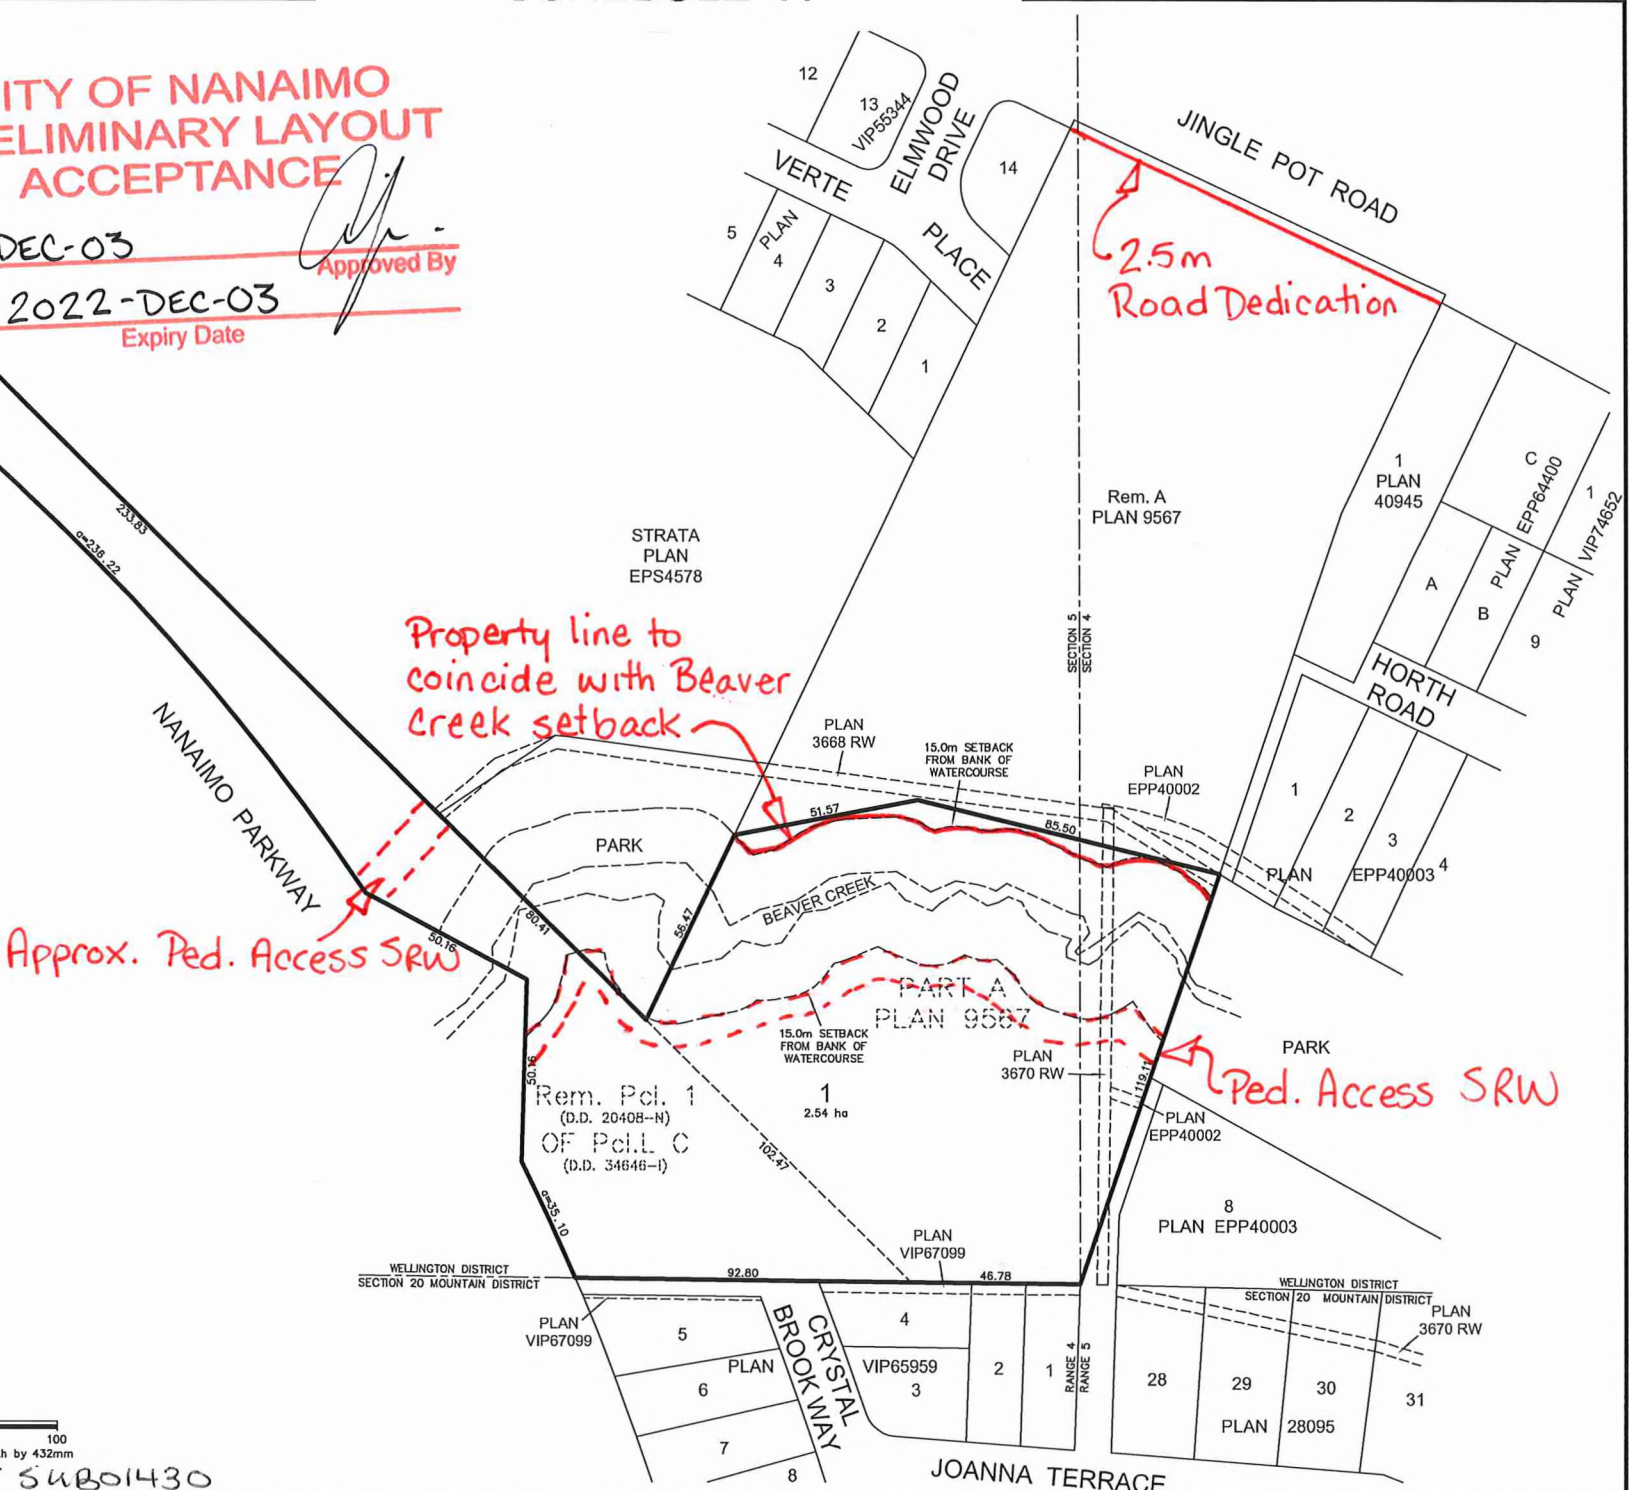 ITY OF NANAIMO
ELIMINARY LAYOUT
ACCEPTANCE
DEC-03
Approved By
2022-DEC-03
Expiry Date
12
13
VIP55344
ELMWOOD
DRIVE
14
VERTE
PLACE
5
PLAN
4
3
2
1
JINGLE POT ROAD
2.5m
Road Dedication
1
PLAN
40945
C
PLAN EPP64400
1
PLAN VIP74652
A
B
9
HORTH
ROAD
Rem. A
PLAN 9567
STRATA
PLAN
EPS4578
SECTION 5
SECTION 4
233.83
a=236.22
Property line to
coincide with Beaver
Creek setback
PLAN
3668 RW
15.0m SETBACK
FROM BANK OF
WATERCOURSE
PLAN
EPP40002
NANAIMO PARKWAY
51.57
85.50
PARK
BEAVER CREEK
1
2
3
4
PLAN
EPP40003
80.41
56.47
50.16
Approx. Ped. Access SRW
PART A
PLAN 9567
15.0m SETBACK
FROM BANK OF
WATERCOURSE
PLAN
3670 RW
PARK
Ped. Access SRW
119.11
50.16
Rem. Pcl. 1
(D.D. 20408-N)
OF Pcl.L C
(D.D. 34646-I)
1
2.54 ha
102.47
PLAN
EPP40002
a=35.10
8
PLAN EPP40003
PLAN
VIP67099
WELLINGTON DISTRICT
SECTION 20 MOUNTAIN DISTRICT
92.80
46.78
WELLINGTON DISTRICT
SECTION 20 MOUNTAIN DISTRICT
PLAN
3670 RW
PLAN
VIP67099
5
PLAN
6
7
8
CRYSTAL
BROOK WAY
4
VIP65959
3
2
1
RANGE 4
RANGE 5
28
29
30
31
PLAN 28095
JOANNA TERRACE
100
h by 432mm
SUB01430